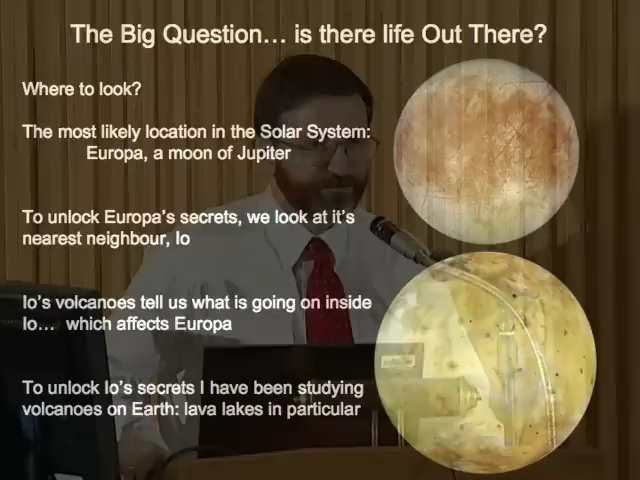 The Big Question... is there life Out There?
Where to look?
The most likely location in the Solar System:
Europa, a moon of Jupiter
To unlock Europa's secrets, we look at it's
nearest neighbour, Io
Io's volcanoes tell us what is going on inside
Io... which affects Europa
To unlock Io's secrets I have been studying
volcanoes on Earth: lava lakes in particular